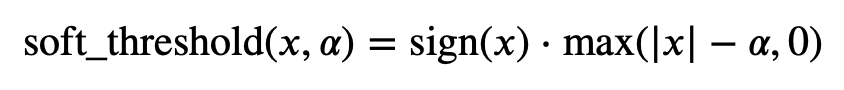 soft_threshold(x, α) = sign(x) · max(|x| − α, 0)